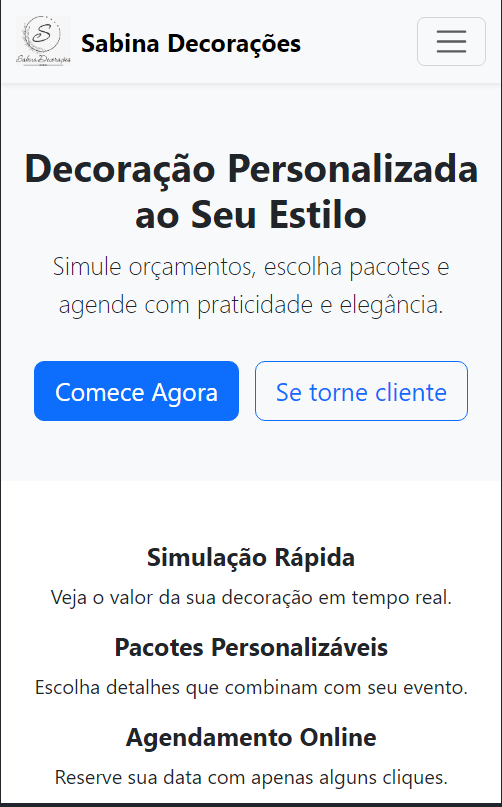 S
Sabina Decorações
Sabina Decorações
Decoração Personalizada
ao Seu Estilo
Simule orçamentos, escolha pacotes e
agende com praticidade e elegância.
Comece Agora
Se torne cliente
Simulação Rápida
Veja o valor da sua decoração em tempo real.
Pacotes Personalizáveis
Escolha detalhes que combinam com seu evento.
Agendamento Online
Reserve sua data com apenas alguns cliques.